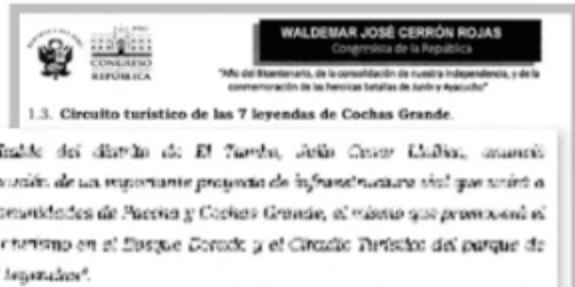 CONGRESO
REPÚBLICA
WALDEMAR JOSÉ CERRÓN ROJAS
Congresista de la República
"Año del Bicentenario, de la consolidación de nuestra Independencia, y de la
conmemoración de las heroicas batallas de Junín y Ayacucho"
1.3. Circuito turístico de las 7 leyendas de Cochas Grande.
del distrito de El Tambo, Julio César anunció
de un importante proyecto de infraestructura vial que unirá a
de Paccha y Cochas Grande, el mismo que promoverá el
turismo en el Bosque Dorado y el Circuito Turístico del parque de
leyendas".